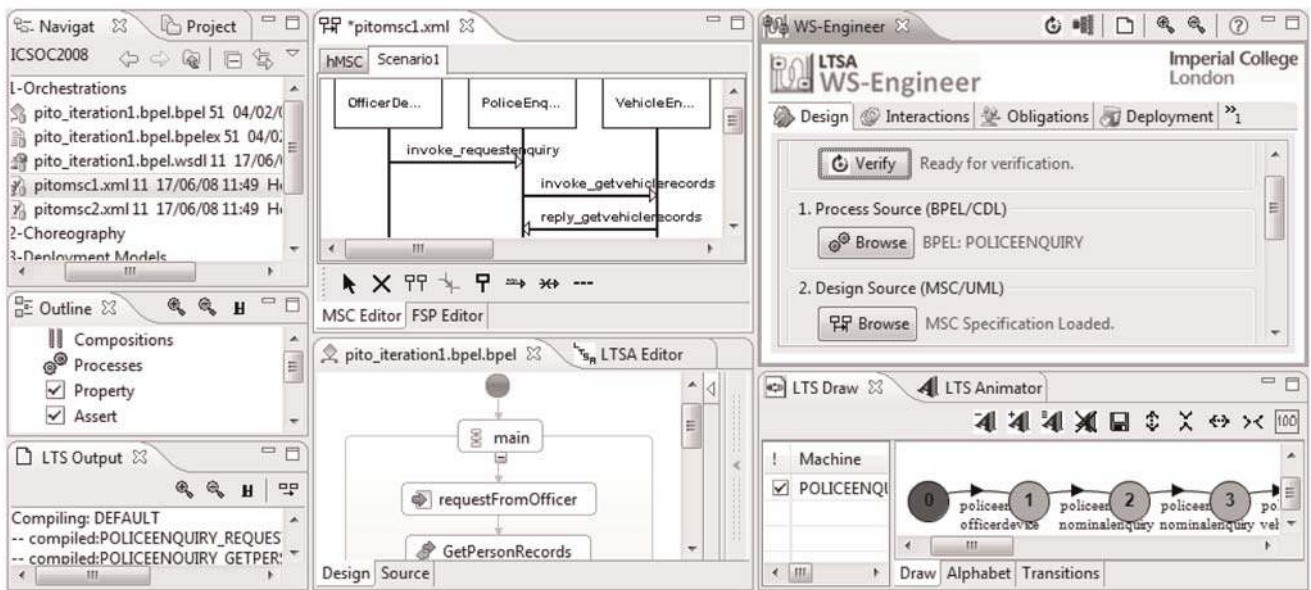 Navigat
Project
ICSOC2008
L-Orchestrations
pito_iteration1.bpel.bpel 51 04/02/0
pito_iteration1.bpel.bpelex 51 04/0
pito_iteration1.bpel.wsdl 11 17/06/0
pitomsc1.xml 11 17/06/08 11:49 H
pitomsc2.xml 11 17/06/08 11:49 H
2-Choreography
3-Deployment Models
Outline
H
Compositions
Processes
Property
Assert
LTS Output
H
Compiling: DEFAULT
-- compiled:POLICEENQUIRY_REQUES
-- compiled:POLICEENQUIRY_GETPER
*pitomsc1.xml
hMSC Scenario1
OfficerDe... PoliceEnq... VehicleEn...
invoke_requestenquiry
invoke_getvehiclerecords
reply_getvehiclerecords
MSC Editor FSP Editor
pito_iteration1.bpel.bpel
LTSA Editor
main
requestFromOfficer
GetPersonRecords
Design Source
WS-Engineer
LTSA
WS-Engineer
Imperial College
London
Design Interactions Obligations Deployment »1
Verify Ready for verification.
1. Process Source (BPEL/CDL)
Browse BPEL: POLICEENQUIRY
2. Design Source (MSC/UML)
Browse MSC Specification Loaded.
LTS Draw LTS Animator
! Machine
POLICEENQU
0 1 2 3
policeen policeen policeen pol
officerdevice nominalenquiry nominalenquiry veh
Draw Alphabet Transitions